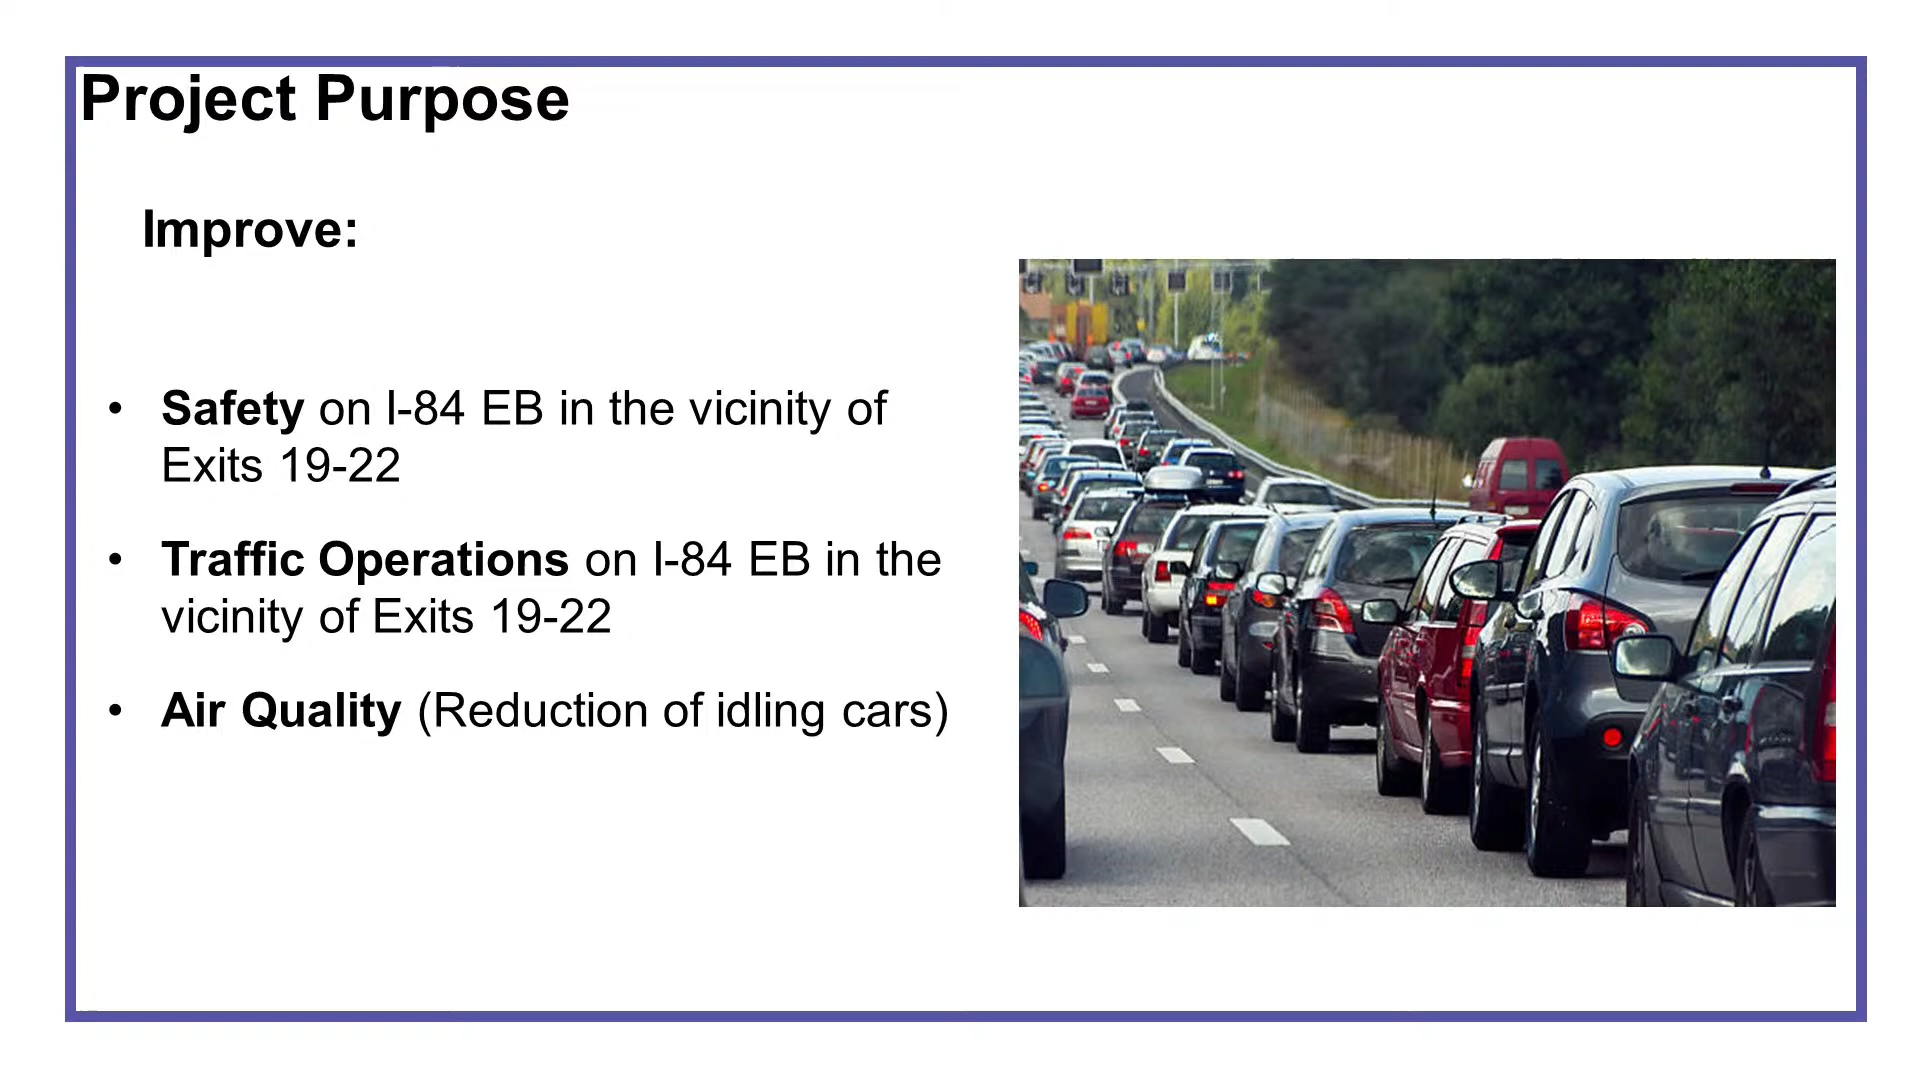 Project Purpose
Improve:
• Safety on I-84 EB in the vicinity of
Exits 19-22
• Traffic Operations on I-84 EB in the
vicinity of Exits 19-22
• Air Quality (Reduction of idling cars)